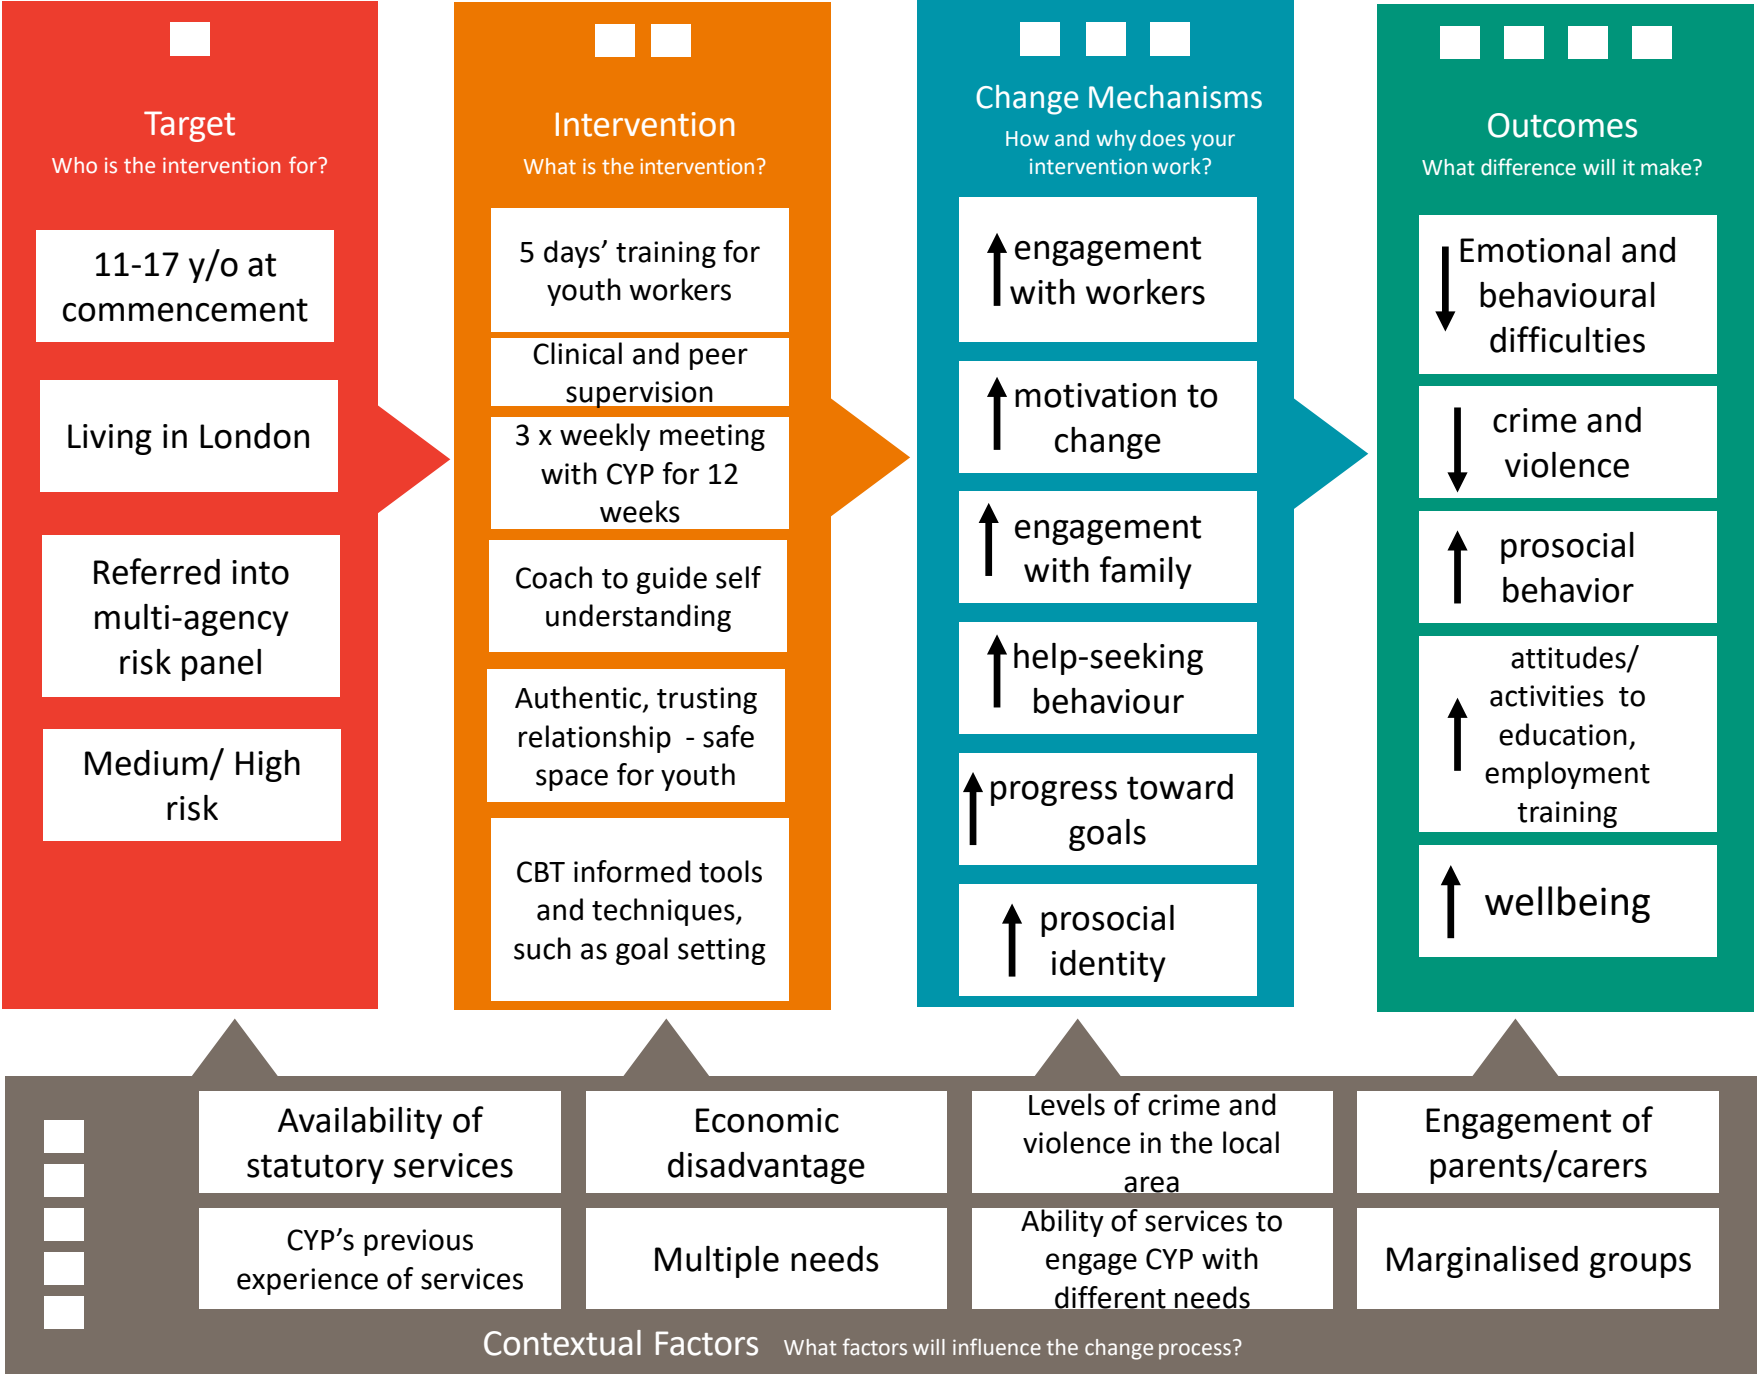 Target
Who is the intervention for?
11-17 y/o at
commencement
Living in London
Referred into
multi-agency
risk panel
Medium/ High
risk
Intervention
What is the intervention?
5 days’ training for
youth workers
Clinical and peer
supervision
3 x weekly meeting
with CYP for 12
weeks
Coach to guide self
understanding
Authentic, trusting
relationship - safe
space for youth
CBT informed tools
and techniques,
such as goal setting
Change Mechanisms
How and why does your
intervention work?
engagement
with workers
motivation to
change
engagement
with family
help-seeking
behaviour
progress toward
goals
prosocial
identity
Outcomes
What difference will it make?
Emotional and
behavioural
difficulties
crime and
violence
prosocial
behavior
attitudes/
activities to
education,
employment
training
wellbeing
Availability of
statutory services
Economic
disadvantage
Levels of crime and
violence in the local
area
Engagement of
parents/carers
CYP’s previous
experience of services
Multiple needs
Ability of services to
engage CYP with
different needs
Marginalised groups
Contextual Factors What factors will influence the change process?